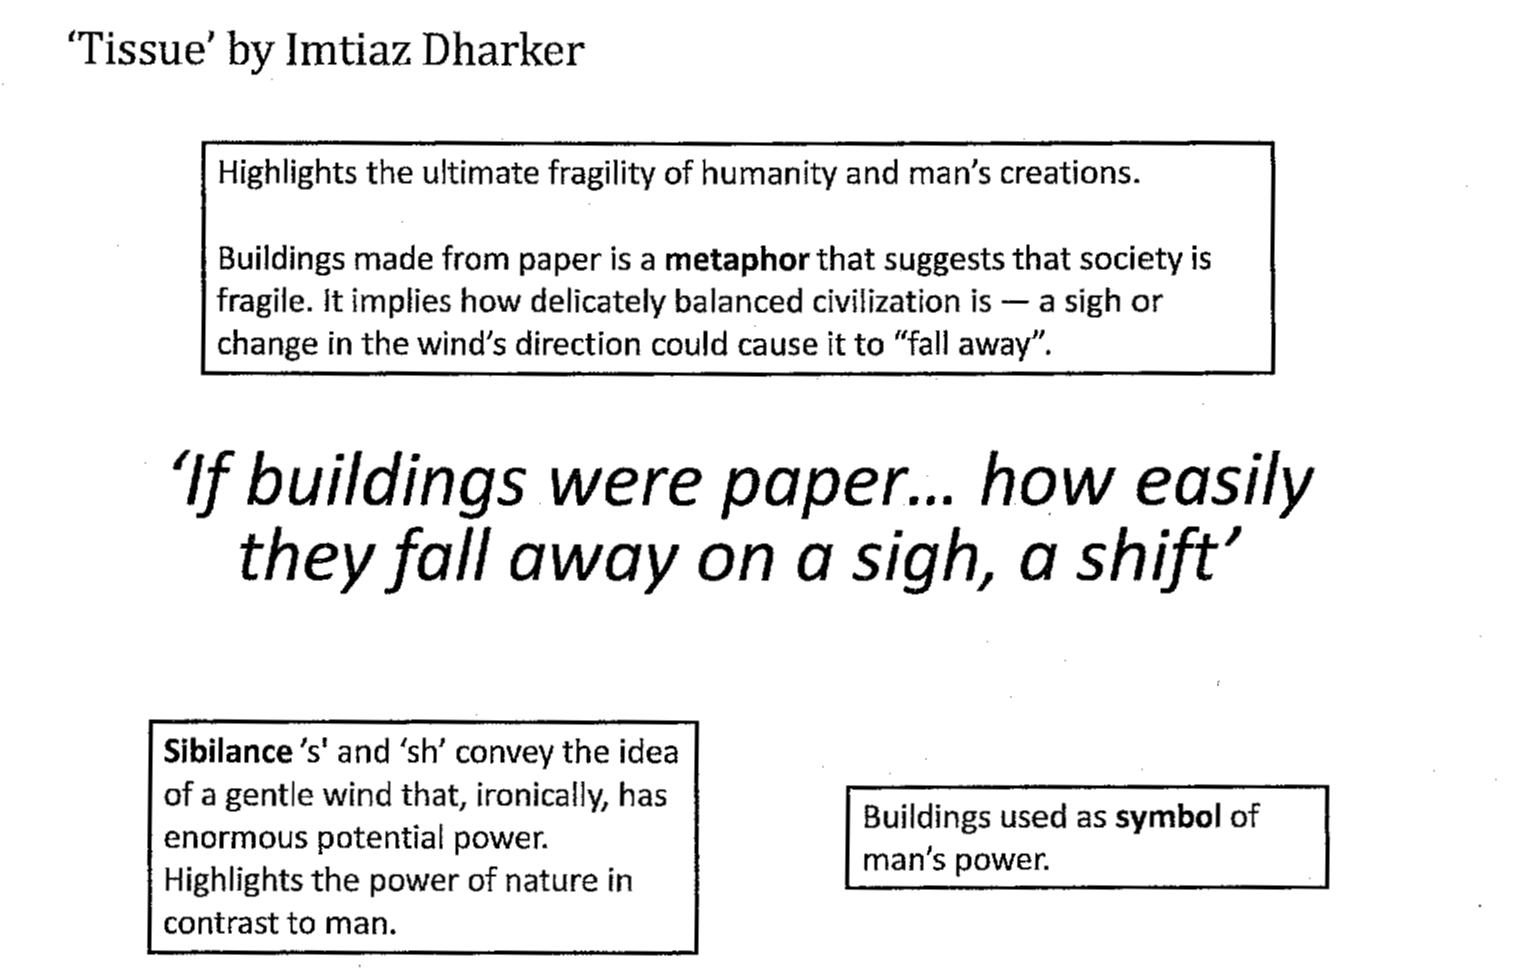 ‘Tissue’ by Imtiaz Dharker
Highlights the ultimate fragility of humanity and man’s creations.
Buildings made from paper is a metaphor that suggests that society is
fragile. It implies how delicately balanced civilization is — a sigh or
change in the wind’s direction could cause it to “fall away”.
‘If buildings were paper... how easily
they fall away on a sigh, a shift’
Sibilance ‘s' and ‘sh’ convey the idea
of a gentle wind that, ironically, has
enormous potential power.
Highlights the power of nature in
contrast to man.
Buildings used as symbol of
man’s power.